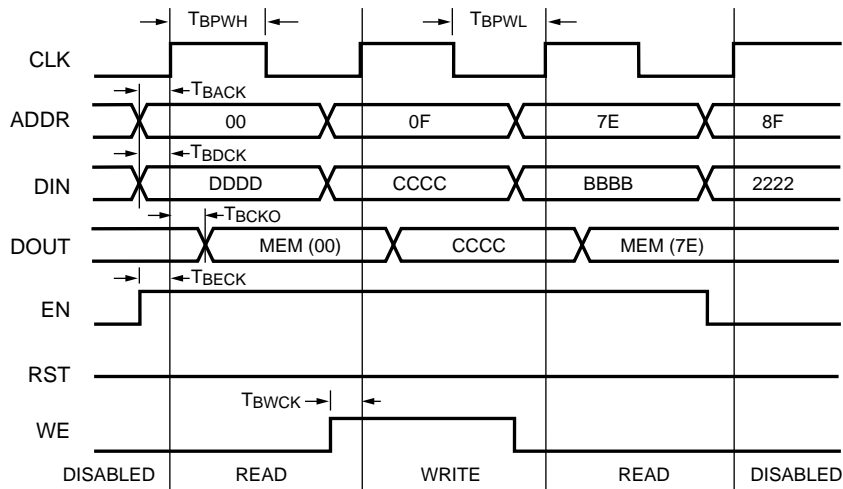 TBPWH TBPWL
CLK
TBACK
ADDR 00 0F 7E 8F
TBDCK
DIN DDDD CCCC BBBB 2222
TBCKO
DOUT MEM (00) CCCC MEM (7E)
TBECK
EN
RST
TBWCK
WE
DISABLED READ WRITE READ DISABLED